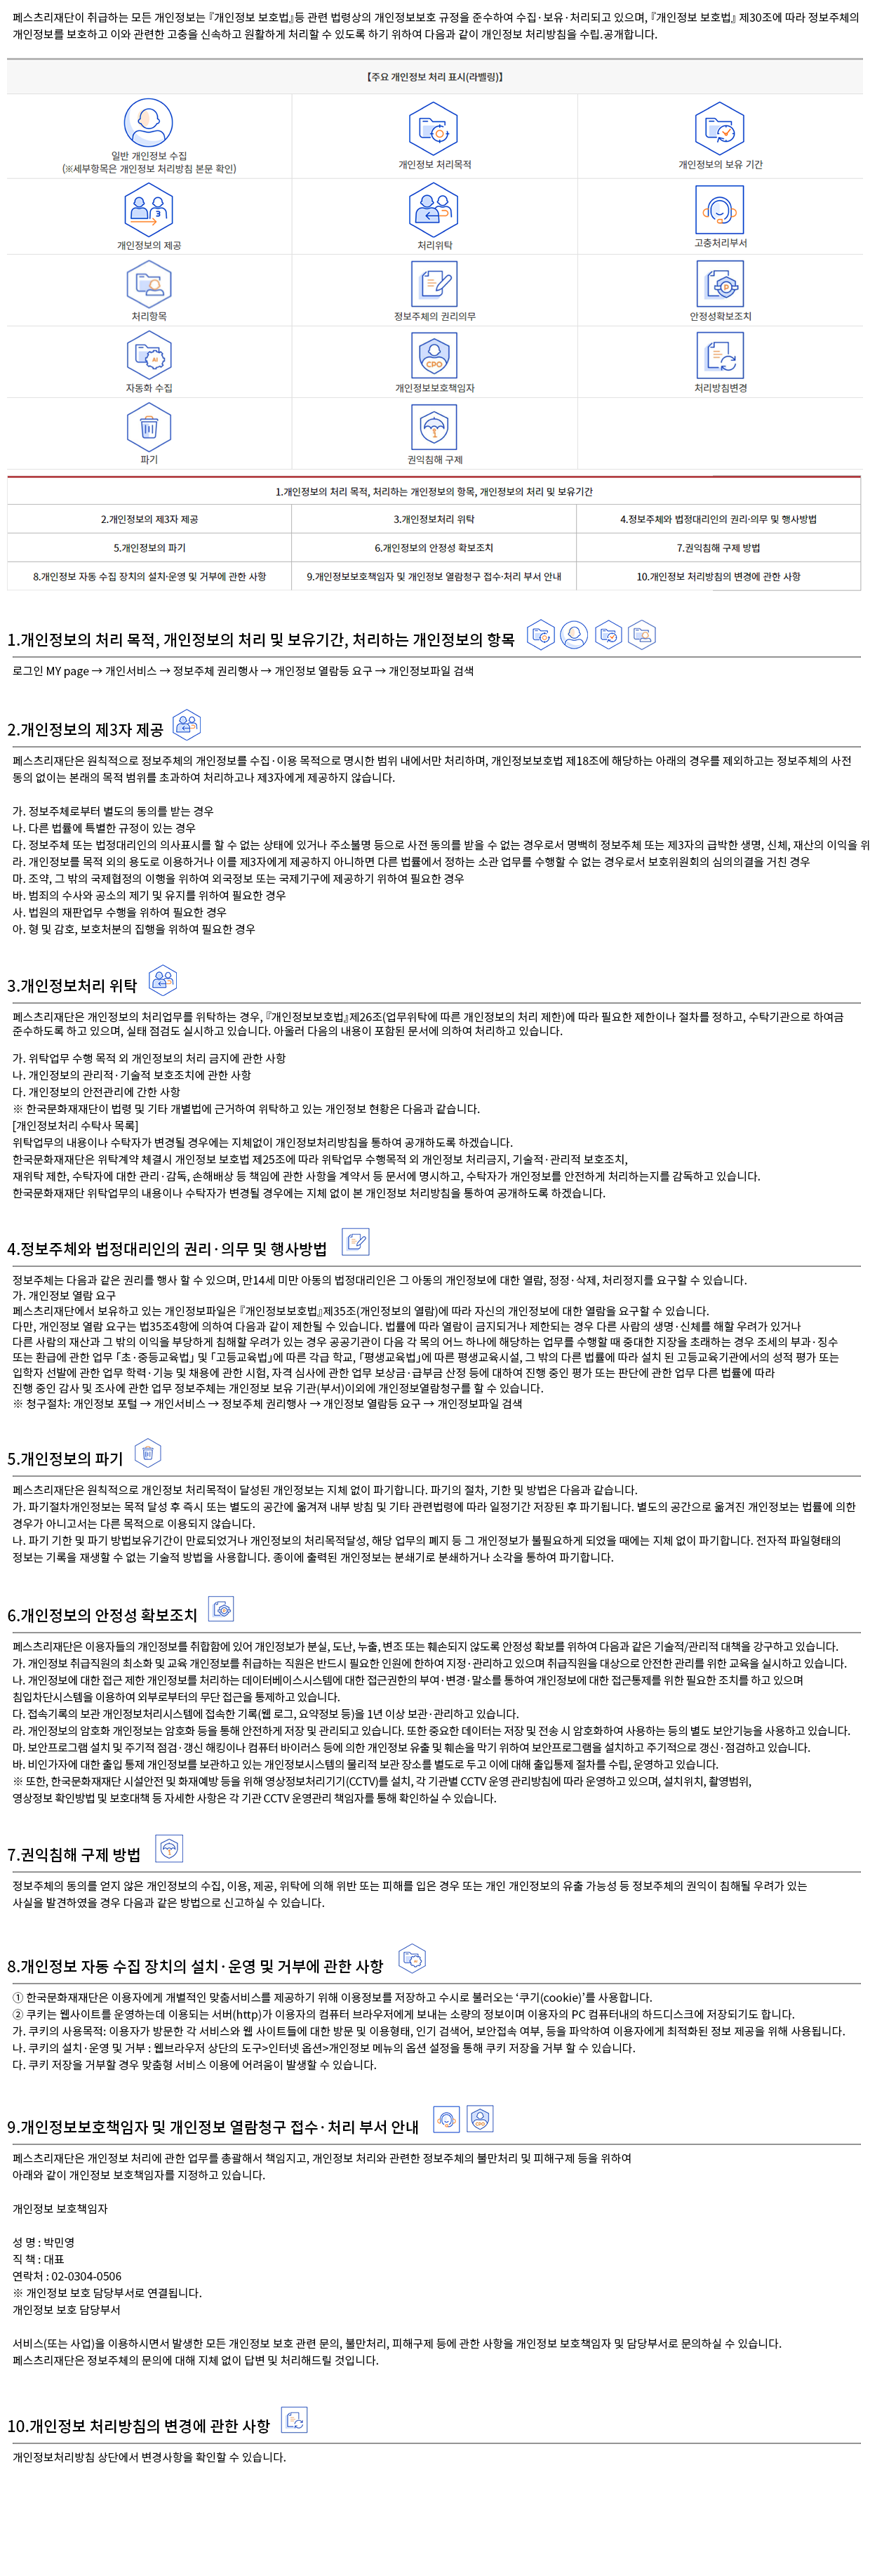 페스츠리재단이 취급하는 모든 개인정보는 『개인정보 보호법』등 관련 법령상의 개인정보보호 규정을 준수하여 수집·보유·처리되고 있으며, 『개인정보 보호법』 제30조에 따라 정보주체의
개인정보를 보호하고 이와 관련한 고충을 신속하고 원활하게 처리할 수 있도록 하기 위하여 다음과 같이 개인정보 처리방침을 수립.공개합니다.
【주요 개인정보 처리 표시(라벨링)】
일반 개인정보 수집
(※세부항목은 개인정보 처리방침 본문 확인)
개인정보 처리목적
개인정보의 보유 기간
3
개인정보의 제공
처리위탁
고충처리부서
처리항목
정보주체의 권리의무
P
안정성확보조치
AI
자동화 수집
CPO
개인정보보호책임자
처리방침변경
파기
권익침해 구제
1.개인정보의 처리 목적, 처리하는 개인정보의 항목, 개인정보의 처리 및 보유기간
2.개인정보의 제3자 제공
3.개인정보처리 위탁
4.정보주체와 법정대리인의 권리·의무 및 행사방법
5.개인정보의 파기
6.개인정보의 안정성 확보조치
7.권익침해 구제 방법
8.개인정보 자동 수집 장치의 설치·운영 및 거부에 관한 사항
9.개인정보보호책임자 및 개인정보 열람청구 접수·처리 부서 안내
10.개인정보 처리방침의 변경에 관한 사항
1.개인정보의 처리 목적, 개인정보의 처리 및 보유기간, 처리하는 개인정보의 항목
로그인 MY page → 개인서비스 → 정보주체 권리행사 → 개인정보 열람등 요구 → 개인정보파일 검색
2.개인정보의 제3자 제공
페스츠리재단은 원칙적으로 정보주체의 개인정보를 수집·이용 목적으로 명시한 범위 내에서만 처리하며, 개인정보보호법 제18조에 해당하는 아래의 경우를 제외하고는 정보주체의 사전
동의 없이는 본래의 목적 범위를 초과하여 처리하고나 제3자에게 제공하지 않습니다.
가. 정보주체로부터 별도의 동의를 받는 경우
나. 다른 법률에 특별한 규정이 있는 경우
다. 정보주체 또는 법정대리인의 의사표시를 할 수 없는 상태에 있거나 주소불명 등으로 사전 동의를 받을 수 없는 경우로서 명백히 정보주체 또는 제3자의 급박한 생명, 신체, 재산의 이익을 위
라. 개인정보를 목적 외의 용도로 이용하거나 이를 제3자에게 제공하지 아니하면 다른 법률에서 정하는 소관 업무를 수행할 수 없는 경우로서 보호위원회의 심의의결을 거친 경우
마. 조약, 그 밖의 국제협정의 이행을 위하여 외국정보 또는 국제기구에 제공하기 위하여 필요한 경우
바. 범죄의 수사와 공소의 제기 및 유지를 위하여 필요한 경우
사. 법원의 재판업무 수행을 위하여 필요한 경우
아. 형 및 감호, 보호처분의 집행을 위하여 필요한 경우
3.개인정보처리 위탁
페스츠리재단은 개인정보의 처리업무를 위탁하는 경우, 『개인정보보호법』제26조(업무위탁에 따른 개인정보의 처리 제한)에 따라 필요한 제한이나 절차를 정하고, 수탁기관으로 하여금
준수하도록 하고 있으며, 실태 점검도 실시하고 있습니다. 아울러 다음의 내용이 포함된 문서에 의하여 처리하고 있습니다.
가. 위탁업무 수행 목적 외 개인정보의 처리 금지에 관한 사항
나. 개인정보의 관리적·기술적 보호조치에 관한 사항
다. 개인정보의 안전관리에 간한 사항
※ 한국문화재재단이 법령 및 기타 개별법에 근거하여 위탁하고 있는 개인정보 현황은 다음과 같습니다.
[개인정보처리 수탁사 목록]
위탁업무의 내용이나 수탁자가 변경될 경우에는 지체없이 개인정보처리방침을 통하여 공개하도록 하겠습니다.
한국문화재재단은 위탁계약 체결시 개인정보 보호법 제25조에 따라 위탁업무 수행목적 외 개인정보 처리금지, 기술적·관리적 보호조치,
재위탁 제한, 수탁자에 대한 관리·감독, 손해배상 등 책임에 관한 사항을 계약서 등 문서에 명시하고, 수탁자가 개인정보를 안전하게 처리하는지를 감독하고 있습니다.
한국문화재재단 위탁업무의 내용이나 수탁자가 변경될 경우에는 지체 없이 본 개인정보 처리방침을 통하여 공개하도록 하겠습니다.
4.정보주체와 법정대리인의 권리·의무 및 행사방법
정보주체는 다음과 같은 권리를 행사 할 수 있으며, 만14세 미만 아동의 법정대리인은 그 아동의 개인정보에 대한 열람, 정정·삭제, 처리정지를 요구할 수 있습니다.
가. 개인정보 열람 요구
페스츠리재단에서 보유하고 있는 개인정보파일은 『개인정보보호법』제35조(개인정보의 열람)에 따라 자신의 개인정보에 대한 열람을 요구할 수 있습니다.
다만, 개인정보 열람 요구는 법35조4항에 의하여 다음과 같이 제한될 수 있습니다. 법률에 따라 열람이 금지되거나 제한되는 경우 다른 사람의 생명·신체를 해할 우려가 있거나
다른 사람의 재산과 그 밖의 이익을 부당하게 침해할 우려가 있는 경우 공공기관이 다음 각 목의 어느 하나에 해당하는 업무를 수행할 때 중대한 지장을 초래하는 경우 조세의 부과·징수
또는 환급에 관한 업무 「초·중등교육법」 및 「고등교육법」에 따른 각급 학교, 「평생교육법」에 따른 평생교육시설, 그 밖의 다른 법률에 따라 설치 된 고등교육기관에서의 성적 평가 또는
입학자 선발에 관한 업무 학력·기능 및 채용에 관한 시험, 자격 심사에 관한 업무 보상금·급부금 산정 등에 대하여 진행 중인 평가 또는 판단에 관한 업무 다른 법률에 따라
진행 중인 감사 및 조사에 관한 업무 정보주체는 개인정보 보유 기관(부서)이외에 개인정보열람청구를 할 수 있습니다.
※ 청구절차: 개인정보 포털 → 개인서비스 → 정보주체 권리행사 → 개인정보 열람등 요구 → 개인정보파일 검색
5.개인정보의 파기
페스츠리재단은 원칙적으로 개인정보 처리목적이 달성된 개인정보는 지체 없이 파기합니다. 파기의 절차, 기한 및 방법은 다음과 같습니다.
가. 파기절차개인정보는 목적 달성 후 즉시 또는 별도의 공간에 옮겨져 내부 방침 및 기타 관련법령에 따라 일정기간 저장된 후 파기됩니다. 별도의 공간으로 옮겨진 개인정보는 법률에 의한
경우가 아니고서는 다른 목적으로 이용되지 않습니다.
나. 파기 기한 및 파기 방법보유기간이 만료되었거나 개인정보의 처리목적달성, 해당 업무의 폐지 등 그 개인정보가 불필요하게 되었을 때에는 지체 없이 파기합니다. 전자적 파일형태의
정보는 기록을 재생할 수 없는 기술적 방법을 사용합니다. 종이에 출력된 개인정보는 분쇄기로 분쇄하거나 소각을 통하여 파기합니다.
6.개인정보의 안정성 확보조치
페스츠리재단은 이용자들의 개인정보를 취합함에 있어 개인정보가 분실, 도난, 누출, 변조 또는 훼손되지 않도록 안정성 확보를 위하여 다음과 같은 기술적/관리적 대책을 강구하고 있습니다.
가. 개인정보 취급직원의 최소화 및 교육 개인정보를 취급하는 직원은 반드시 필요한 인원에 한하여 지정·관리하고 있으며 취급직원을 대상으로 안전한 관리를 위한 교육을 실시하고 있습니다.
나. 개인정보에 대한 접근 제한 개인정보를 처리하는 데이터베이스시스템에 대한 접근권한의 부여·변경·말소를 통하여 개인정보에 대한 접근통제를 위한 필요한 조치를 하고 있으며
침입차단시스템을 이용하여 외부로부터의 무단 접근을 통제하고 있습니다.
다. 접속기록의 보관 개인정보처리시스템에 접속한 기록(웹 로그, 요약정보 등)을 1년 이상 보관·관리하고 있습니다.
라. 개인정보의 암호화 개인정보는 암호화 등을 통해 안전하게 저장 및 관리되고 있습니다. 또한 중요한 데이터는 저장 및 전송 시 암호화하여 사용하는 등의 별도 보안기능을 사용하고 있습니다.
마. 보안프로그램 설치 및 주기적 점검·갱신 해킹이나 컴퓨터 바이러스 등에 의한 개인정보 유출 및 훼손을 막기 위하여 보안프로그램을 설치하고 주기적으로 갱신·점검하고 있습니다.
바. 비인가자에 대한 출입 통제 개인정보를 보관하고 있는 개인정보시스템의 물리적 보관 장소를 별도로 두고 이에 대해 출입통제 절차를 수립, 운영하고 있습니다.
※ 또한, 한국문화재재단 시설안전 및 화재예방 등을 위해 영상정보처리기기(CCTV)를 설치, 각 기관별 CCTV 운영 관리방침에 따라 운영하고 있으며, 설치위치, 촬영범위,
영상정보 확인방법 및 보호대책 등 자세한 사항은 각 기관 CCTV 운영관리 책임자를 통해 확인하실 수 있습니다.
7.권익침해 구제 방법
정보주체의 동의를 얻지 않은 개인정보의 수집, 이용, 제공, 위탁에 의해 위반 또는 피해를 입은 경우 또는 개인 개인정보의 유출 가능성 등 정보주체의 권익이 침해될 우려가 있는
사실을 발견하였을 경우 다음과 같은 방법으로 신고하실 수 있습니다.
8.개인정보 자동 수집 장치의 설치·운영 및 거부에 관한 사항
① 한국문화재재단은 이용자에게 개별적인 맞춤서비스를 제공하기 위해 이용정보를 저장하고 수시로 불러오는 ‘쿠기(cookie)’를 사용합니다.
② 쿠키는 웹사이트를 운영하는데 이용되는 서버(http)가 이용자의 컴퓨터 브라우저에게 보내는 소량의 정보이며 이용자의 PC 컴퓨터내의 하드디스크에 저장되기도 합니다.
가. 쿠키의 사용목적: 이용자가 방문한 각 서비스와 웹 사이트들에 대한 방문 및 이용형태, 인기 검색어, 보안접속 여부, 등을 파악하여 이용자에게 최적화된 정보 제공을 위해 사용됩니다.
나. 쿠키의 설치·운영 및 거부 : 웹브라우저 상단의 도구>인터넷 옵션>개인정보 메뉴의 옵션 설정을 통해 쿠키 저장을 거부 할 수 있습니다.
다. 쿠키 저장을 거부할 경우 맞춤형 서비스 이용에 어려움이 발생할 수 있습니다.
9.개인정보보호책임자 및 개인정보 열람청구 접수·처리 부서 안내
페스츠리재단은 개인정보 처리에 관한 업무를 총괄해서 책임지고, 개인정보 처리와 관련한 정보주체의 불만처리 및 피해구제 등을 위하여
아래와 같이 개인정보 보호책임자를 지정하고 있습니다.
개인정보 보호책임자
성 명 : 박민영
직 책 : 대표
연락처 : 02-0304-0506
※ 개인정보 보호 담당부서로 연결됩니다.
개인정보 보호 담당부서
서비스(또는 사업)을 이용하시면서 발생한 모든 개인정보 보호 관련 문의, 불만처리, 피해구제 등에 관한 사항을 개인정보 보호책임자 및 담당부서로 문의하실 수 있습니다.
페스츠리재단은 정보주체의 문의에 대해 지체 없이 답변 및 처리해드릴 것입니다.
10.개인정보 처리방침의 변경에 관한 사항
개인정보처리방침 상단에서 변경사항을 확인할 수 있습니다.